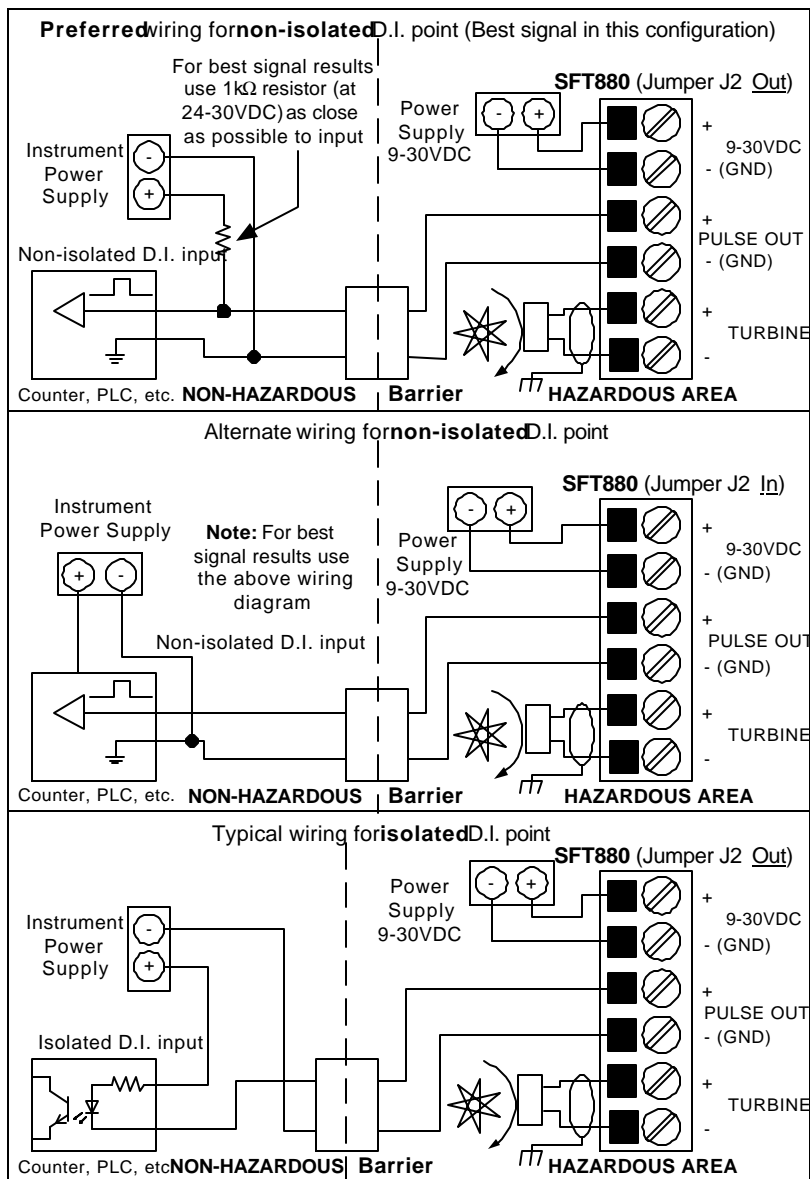 Preferred wiring for non-isolated D.I. point (Best signal in this configuration)
For best signal results
use 1kΩ resistor (at
24-30VDC) as close
as possible to input
Instrument
Power
Supply
-
+
Non-isolated D.I. input
Counter, PLC, etc. NON-HAZARDOUS
Power
Supply
9-30VDC
- +
SFT880 (Jumper J2 Out)
+
9-30VDC
- (GND)
+
PULSE OUT
- (GND)
+
TURBINE
-
Barrier
HAZARDOUS AREA
Alternate wiring for non-isolated D.I. point
Instrument
Power Supply
+ -
Note: For best
signal results use
the above wiring
diagram
Non-isolated D.I. input
Counter, PLC, etc. NON-HAZARDOUS
Power
Supply
9-30VDC
- +
SFT880 (Jumper J2 In)
+
9-30VDC
- (GND)
+
PULSE OUT
- (GND)
+
TURBINE
-
Barrier
HAZARDOUS AREA
Typical wiring for isolated D.I. point
Instrument
Power
Supply
-
+
Isolated D.I. input
Counter, PLC, etc NON-HAZARDOUS
Power
Supply
9-30VDC
- +
SFT880 (Jumper J2 Out)
+
9-30VDC
- (GND)
+
PULSE OUT
- (GND)
+
TURBINE
-
Barrier
HAZARDOUS AREA